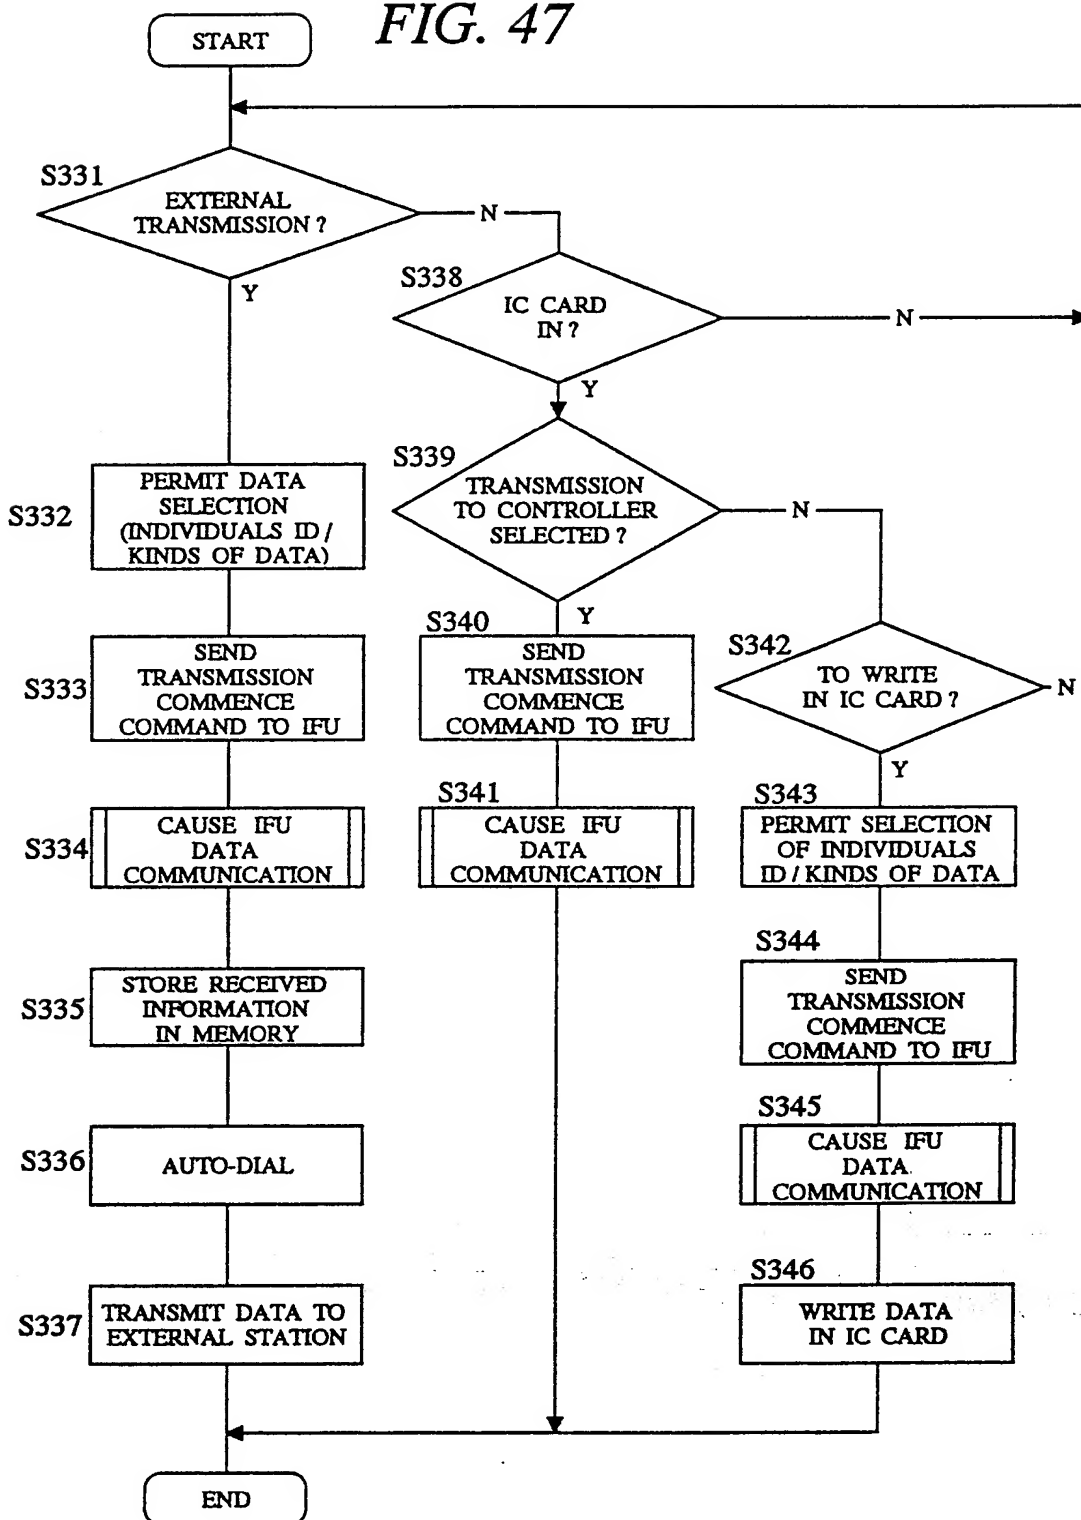 FIG. 47
START
S331
EXTERNAL
TRANSMISSION ?
N
Y
S338
IC CARD
IN ?
N
Y
S332
PERMIT DATA
SELECTION
(INDIVIDUALS ID /
KINDS OF DATA)
S339
TRANSMISSION
TO CONTROLLER
SELECTED ?
N
Y
S333
SEND
TRANSMISSION
COMMENCE
COMMAND TO IFU
S340
SEND
TRANSMISSION
COMMENCE
COMMAND TO IFU
S342
TO WRITE
IN IC CARD ?
N
Y
S334
CAUSE IFU
DATA
COMMUNICATION
S341
CAUSE IFU
DATA
COMMUNICATION
S343
PERMIT SELECTION
OF INDIVIDUALS
ID / KINDS OF DATA
S335
STORE RECEIVED
INFORMATION
IN MEMORY
S344
SEND
TRANSMISSION
COMMENCE
COMMAND TO IFU
S336
AUTO-DIAL
S345
CAUSE IFU
DATA
COMMUNICATION
S337
TRANSMIT DATA TO
EXTERNAL STATION
S346
WRITE DATA
IN IC CARD
END